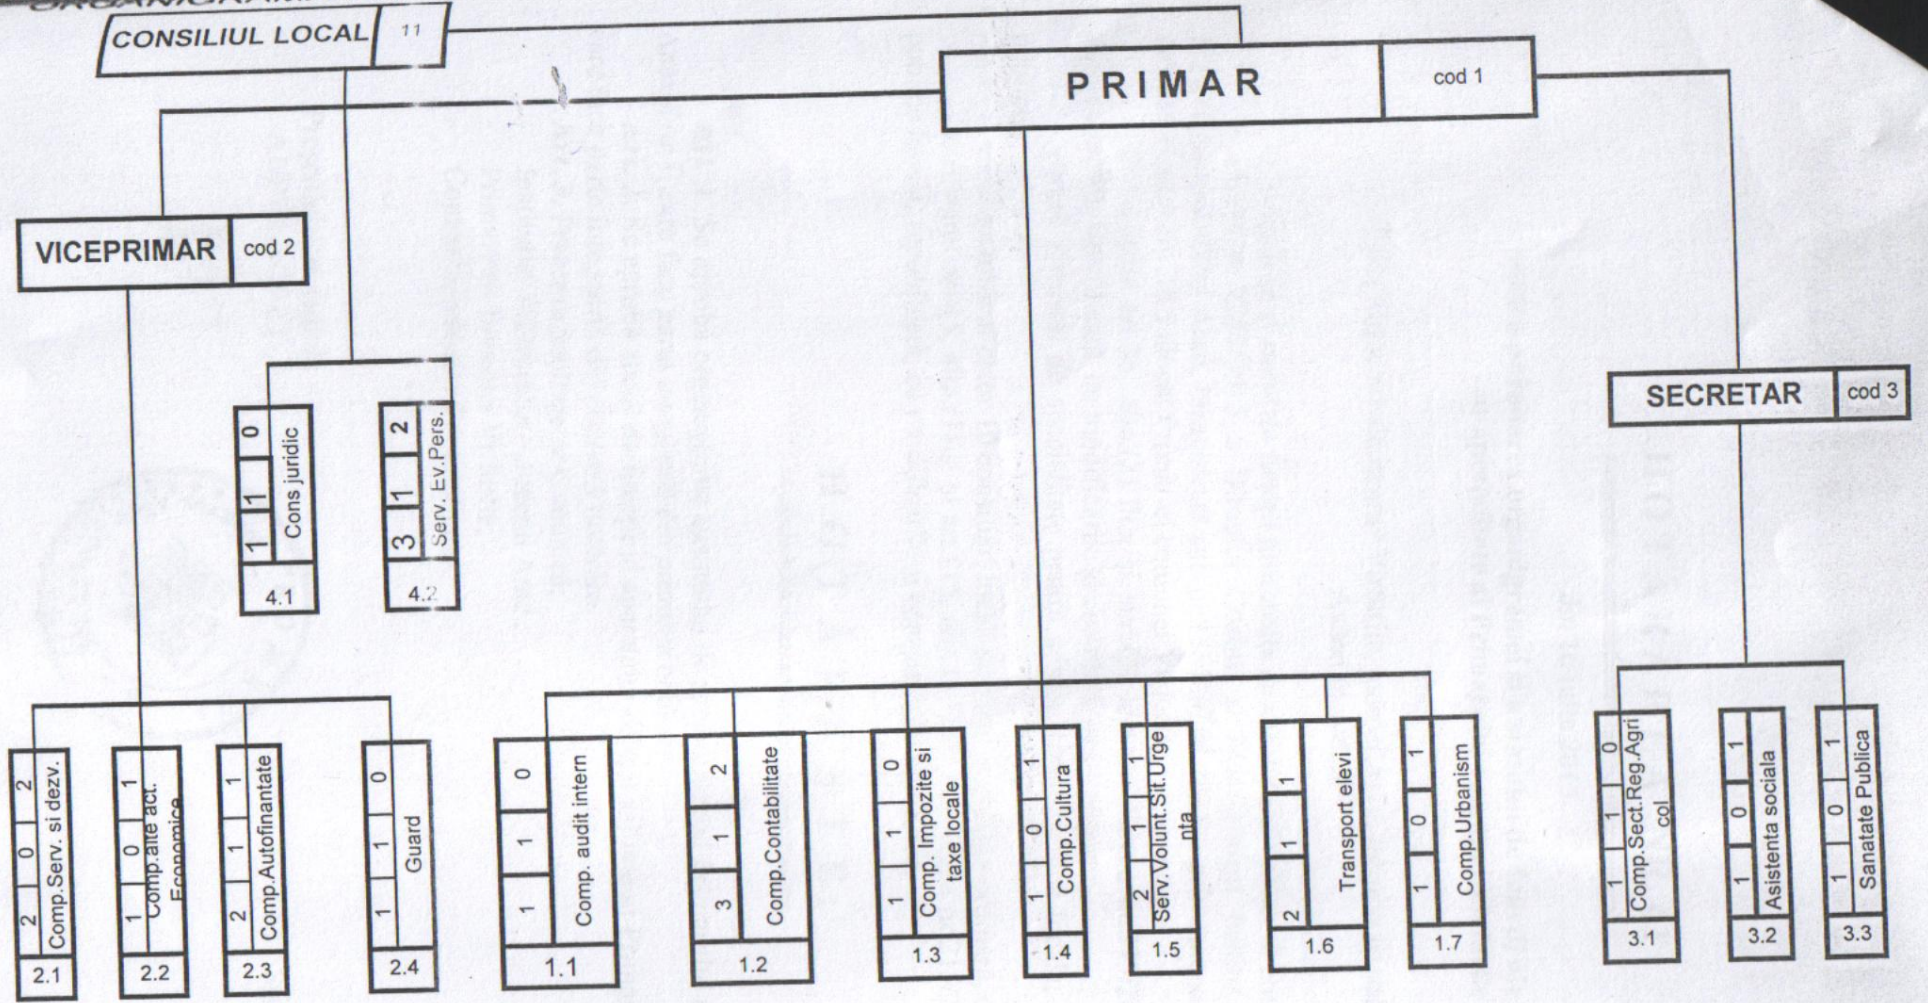 ORGANIGRAMA
CONSILIUL LOCAL 11
PRIMAR cod 1
VICEPRIMAR cod 2
SECRETAR cod 3
4.1
1 1 0
Cons juridic
4.2
3 1 2
Serv. Ev.Pers.
2.1
2 0 2
Comp.Serv. si dezv.
2.2
1 0 1
Comp.alte act.
Economice
2.3
2 1 1
Comp.Autofinantate
2.4
1 1 0
Guard
1.1
1 1 0
Comp. audit intern
1.2
3 1 2
Comp.Contabilitate
1.3
1 1 0
Comp. Impozite si
taxe locale
1.4
1 0 1
Comp.Cultura
1.5
2 1 1
Serv.Volunt.Sit.Urge
nta
1.6
2 1 1
Transport elevi
1.7
1 0 1
Comp.Urbanism
3.1
1 1 0
Comp.Sect.Reg.Agri
col
3.2
1 0 1
Asistenta sociala
3.3
1 0 1
Sanatate Publica